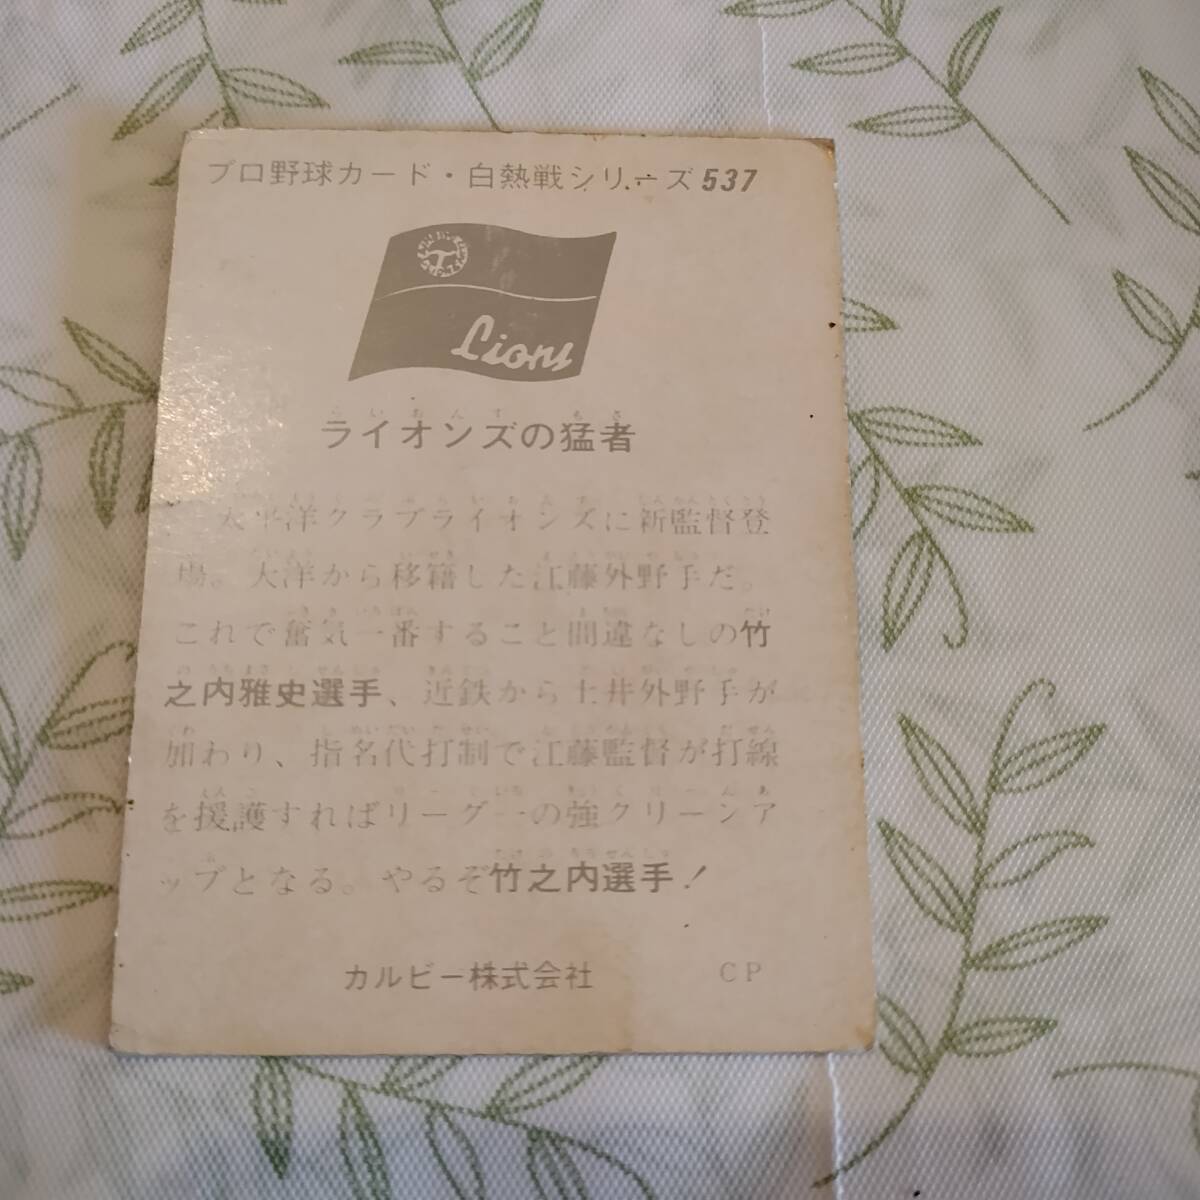 プロ野球カード・白熱戦シリーズ537
Lions
ライオンズの猛者
太平洋クラブライオンズに新監督登
場。大洋から移籍した江藤外野手だ。
これで奮気一番すること間違なしの竹
之内雅史選手、近鉄から土井外野手が
加わり、指名代打制で江藤監督が打線
を援護すればリーグ一の強クリーンア
ップとなる。やるぞ竹之内選手!
カルビー株式会社 CP